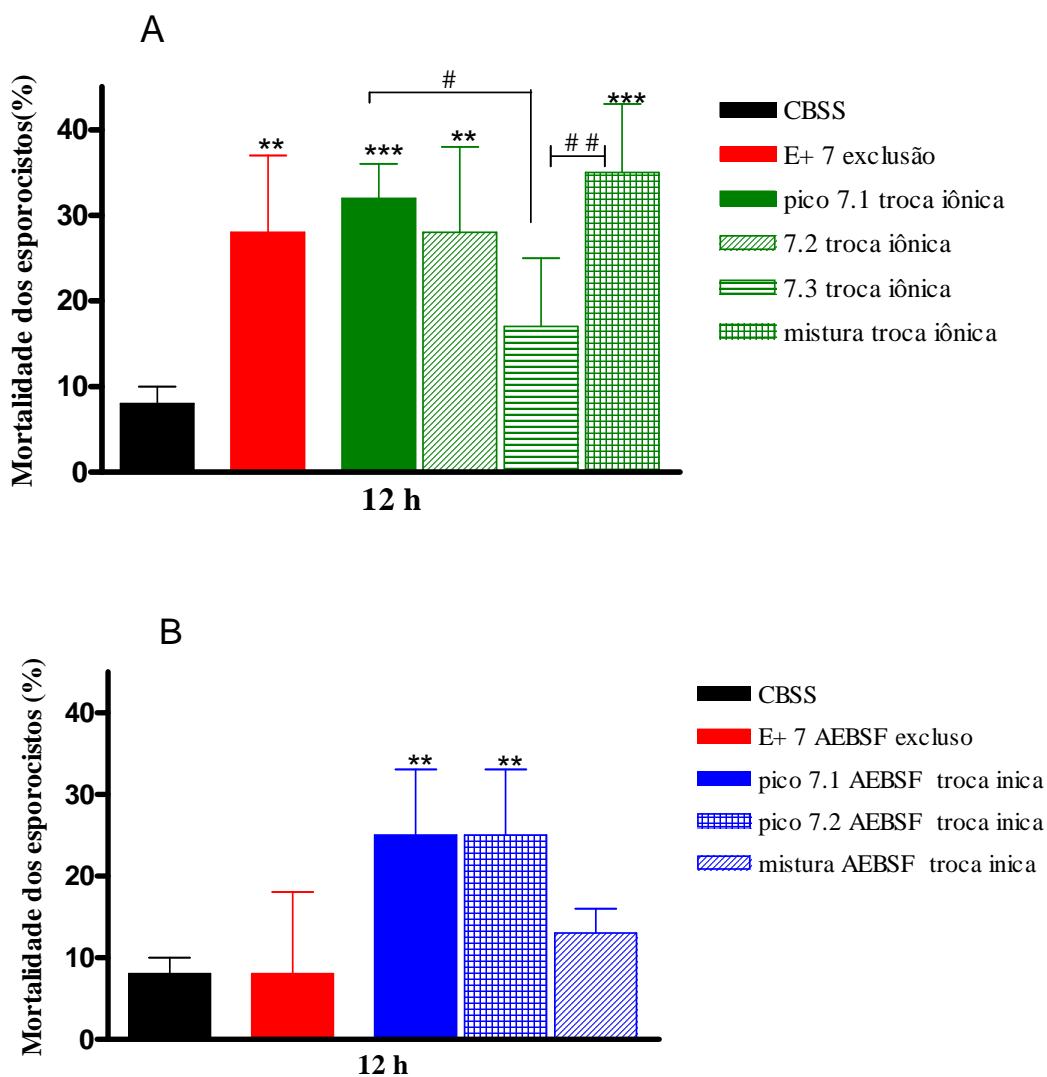 A
Mortalidade dos esporocistos(%)
40
30
20
10
0
**
***
**
#
# #
***
12 h
CBSS
E+ 7 exclusão
pico 7.1 troca iônica
7.2 troca iônica
7.3 troca iônica
mistura troca iônica
B
Mortalidade dos esporocistos (%)
40
30
20
10
0
**
**
12 h
CBSS
E+ 7 AEBSF excluso
pico 7.1 AEBSF troca inica
pico 7.2 AEBSF troca inica
mistura AEBSF troca inica